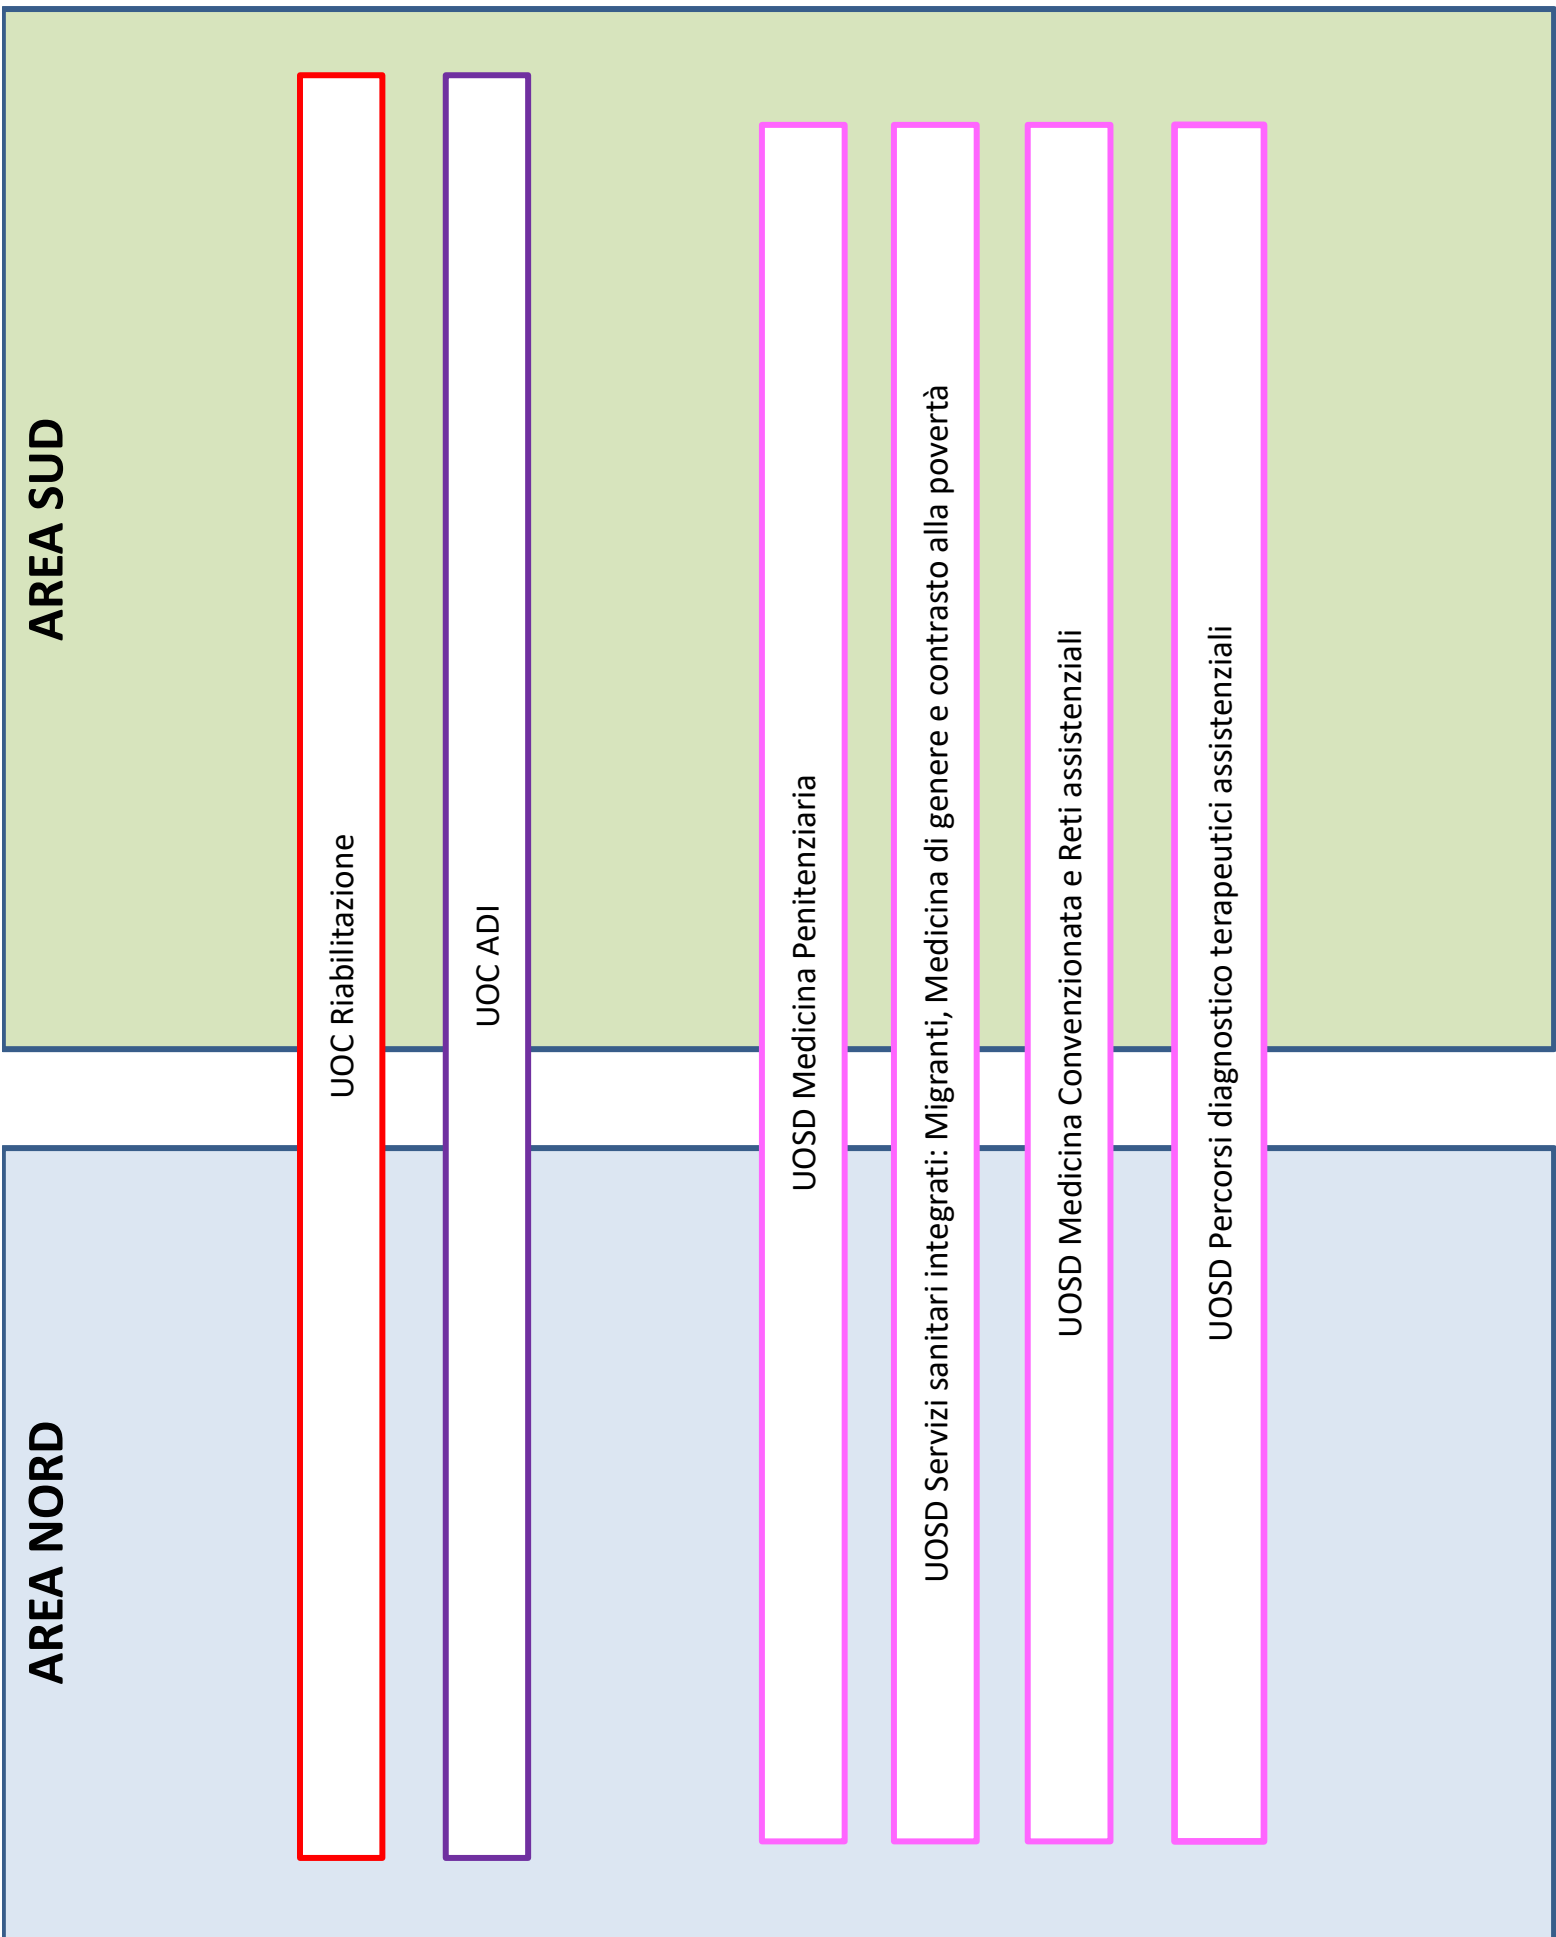 AREA NORD
AREA SUD
UOC Riabilitazione
UOC ADI
UOSD Medicina Penitenziaria
UOSD Servizi sanitari integrati: Migranti, Medicina di genere e contrasto alla povertà
UOSD Medicina Convenzionata e Reti assistenziali
UOSD Percorsi diagnostico terapeutici assistenziali